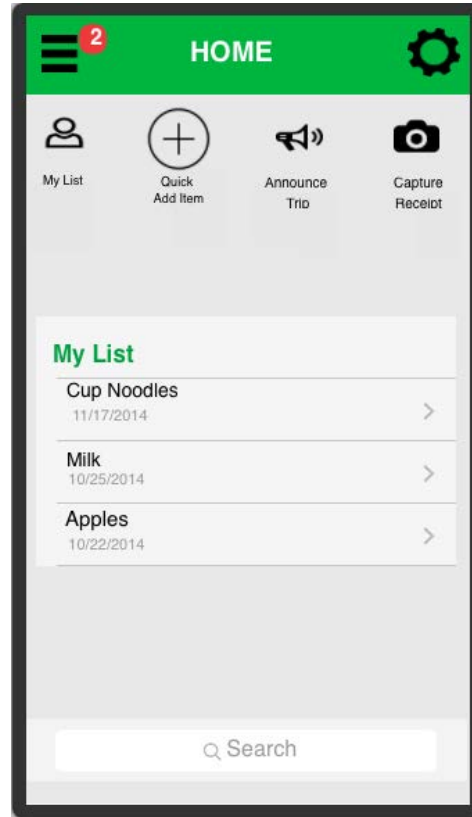 2
HOME
My List
Quick
Add Item
Announce
Trip
Capture
Receipt
My List
Cup Noodles
11/17/2014
Milk
10/25/2014
Apples
10/22/2014
Search